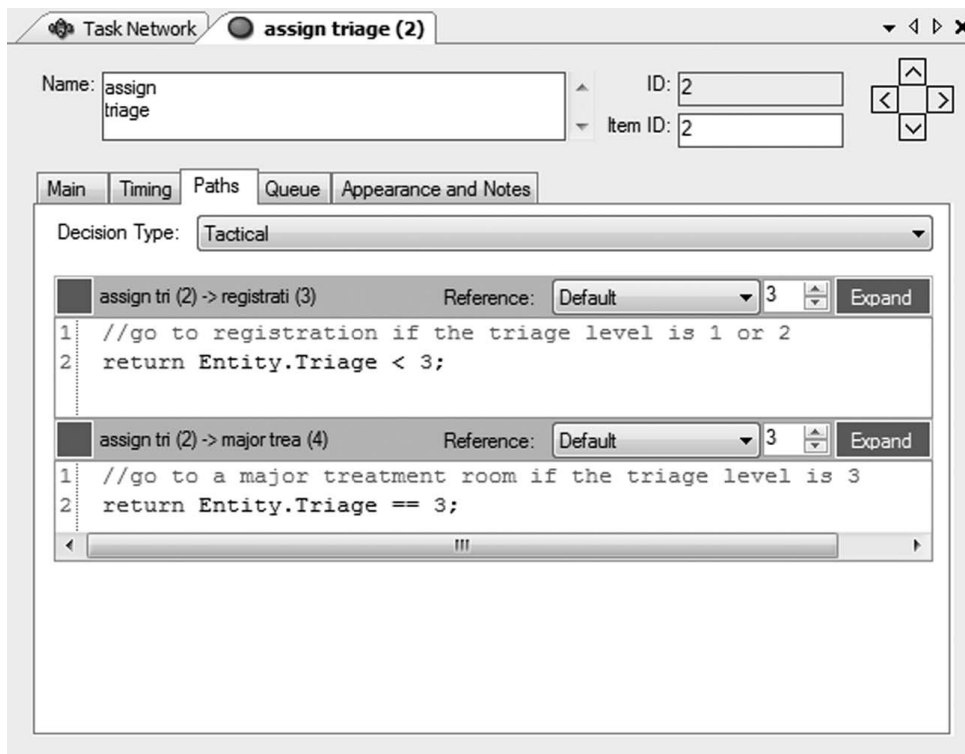 Task Network assign triage (2)
Name: assign
triage
ID: 2
Item ID: 2
Main Timing Paths Queue Appearance and Notes
Decision Type: Tactical
assign tri (2) -> registrati (3) Reference: Default 3 Expand
1 //go to registration if the triage level is 1 or 2
2 return Entity.Triage < 3;
assign tri (2) -> major trea (4) Reference: Default 3 Expand
1 //go to a major treatment room if the triage level is 3
2 return Entity.Triage == 3;